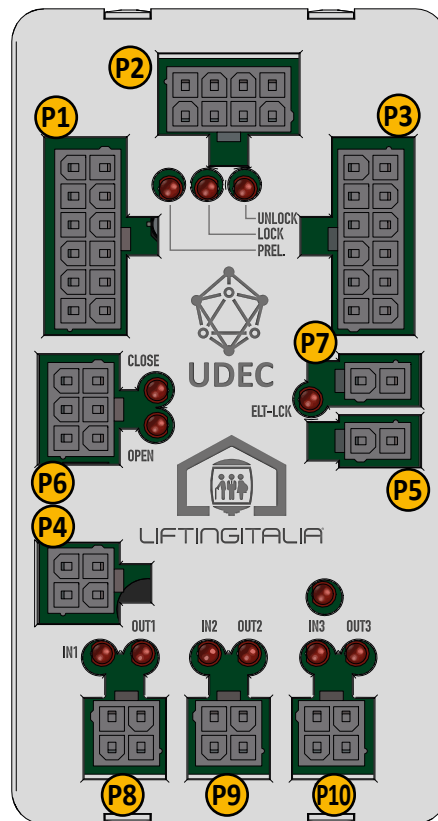 P2
P1
P3
UNLOCK
LOCK
PREL.
P7
CLOSE
UDEC
ELT-LCK
OPEN
P5
P6
P4
LIFTINGITALIA®
IN1 OUT1 IN2 OUT2 IN3 OUT3
P8 P9 P10